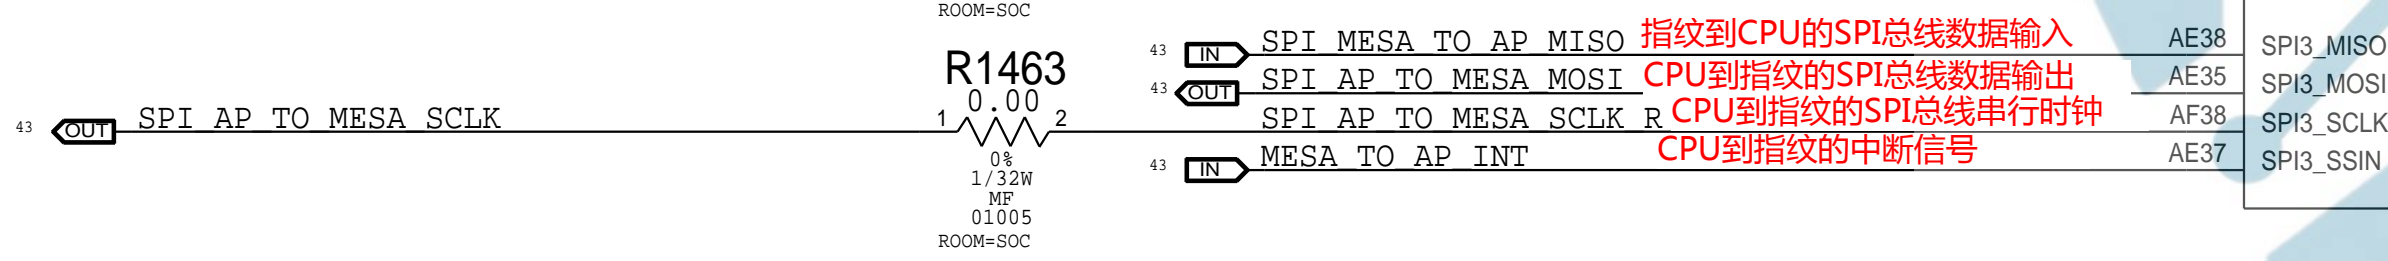 ROOM=SOC
43 IN SPI_MESA_TO_AP_MISO 指纹到CPU的SPI总线数据输入 AE38 SPI3_MISO
R1463
43 OUT SPI_AP_TO_MESA_MOSI CPU到指纹的SPI总线数据输出 AE35 SPI3_MOSI
0.00
43 OUT SPI_AP_TO_MESA_SCLK 1 2 SPI_AP_TO_MESA_SCLK_R CPU到指纹的SPI总线串行时钟 AF38 SPI3_SCLK
0%
43 IN MESA_TO_AP_INT CPU到指纹的中断信号 AE37 SPI3_SSIN
1/32W
MF
01005
ROOM=SOC